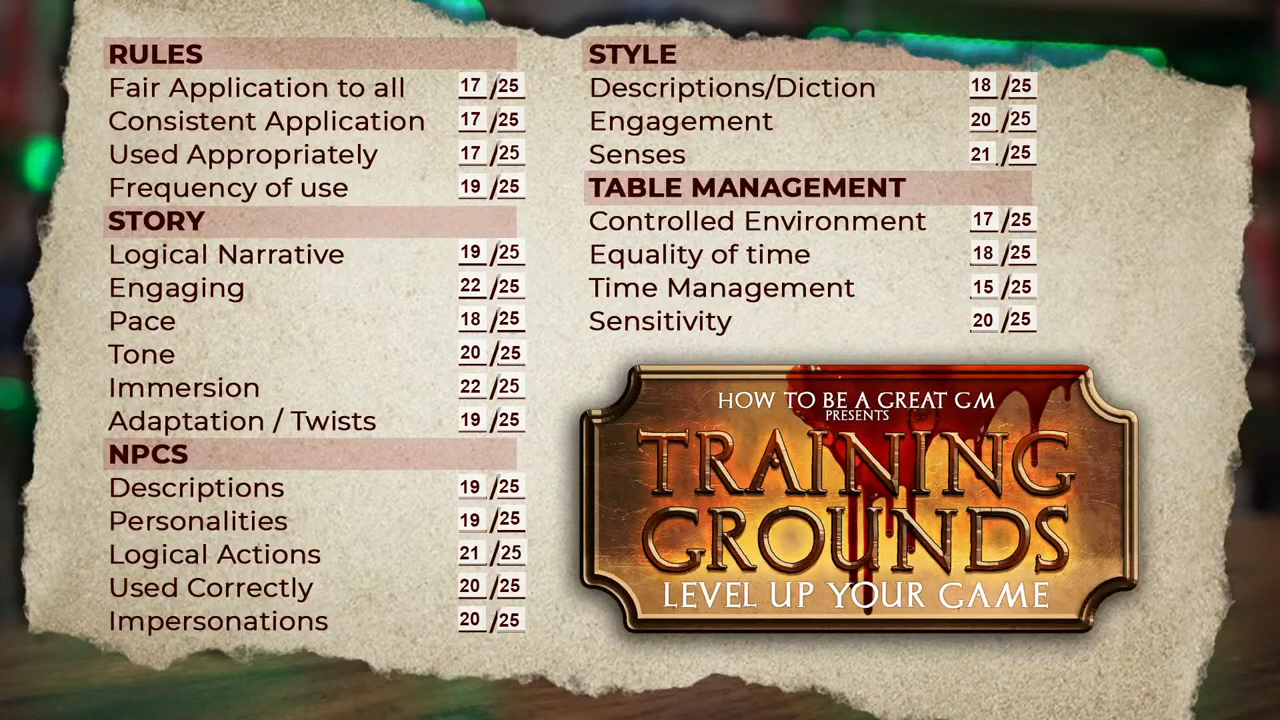 RULES
Fair Application to all 17 /25
Consistent Application 17 /25
Used Appropriately 17 /25
Frequency of use 19 /25
STORY
Logical Narrative 19 /25
Engaging 22 /25
Pace 18 /25
Tone 20 /25
Immersion 22 /25
Adaptation / Twists 19 /25
NPCS
Descriptions 19 /25
Personalities 19 /25
Logical Actions 21 /25
Used Correctly 20 /25
Impersonations 20 /25
STYLE
Descriptions/Diction 18 /25
Engagement 20 /25
Senses 21 /25
TABLE MANAGEMENT
Controlled Environment 17 /25
Equality of time 18 /25
Time Management 15 /25
Sensitivity 20 /25
HOW TO BE A GREAT GM
PRESENTS
TRAINING
GROUNDS
LEVEL UP YOUR GAME